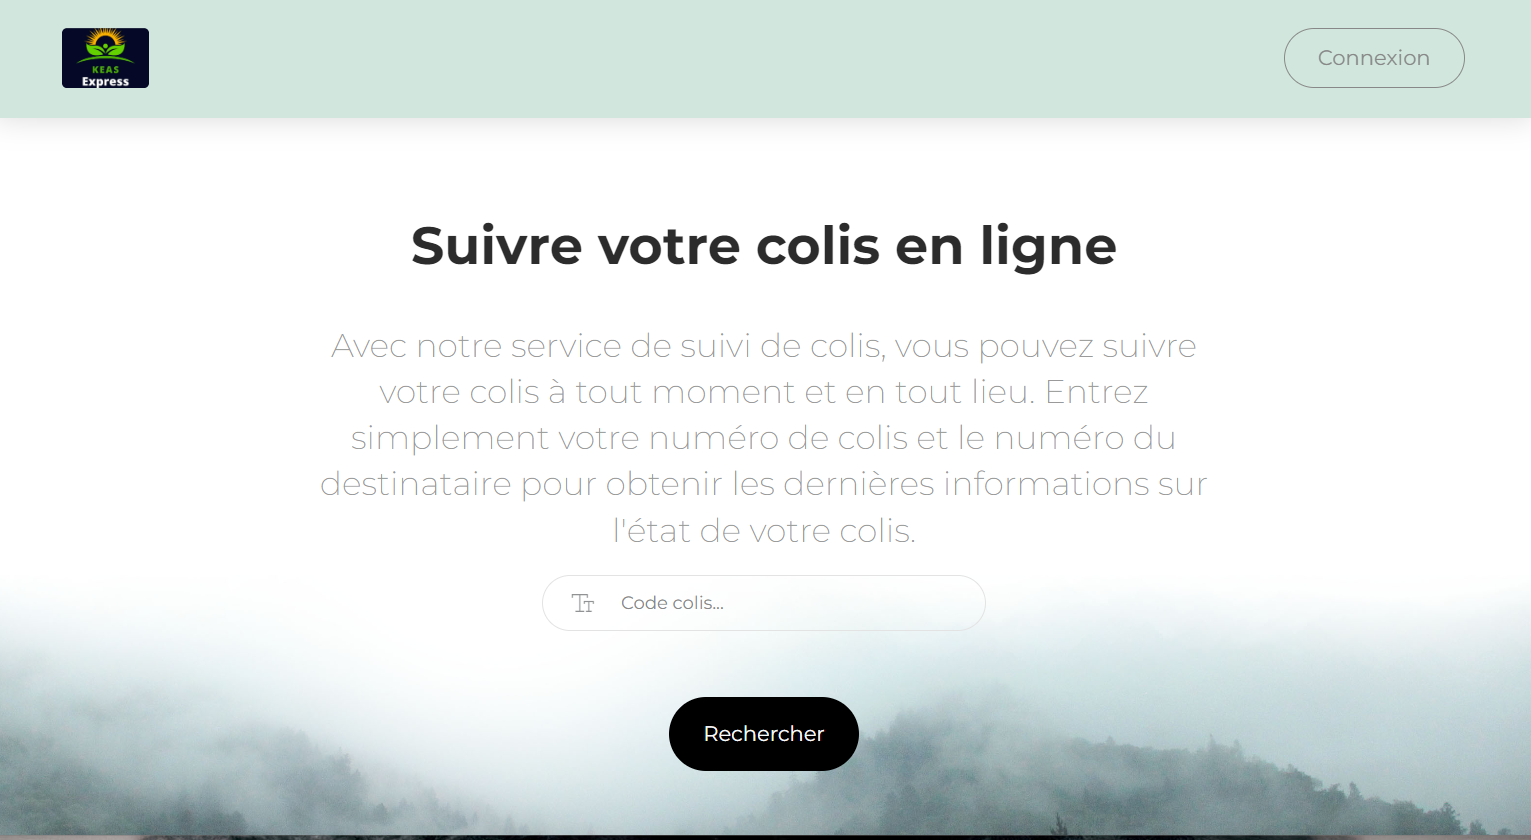 KEAS
Express
Connexion
Suivre votre colis en ligne
Avec notre service de suivi de colis, vous pouvez suivre
votre colis à tout moment et en tout lieu. Entrez
simplement votre numéro de colis et le numéro du
destinataire pour obtenir les dernières informations sur
l'état de votre colis.
Code colis...
Rechercher